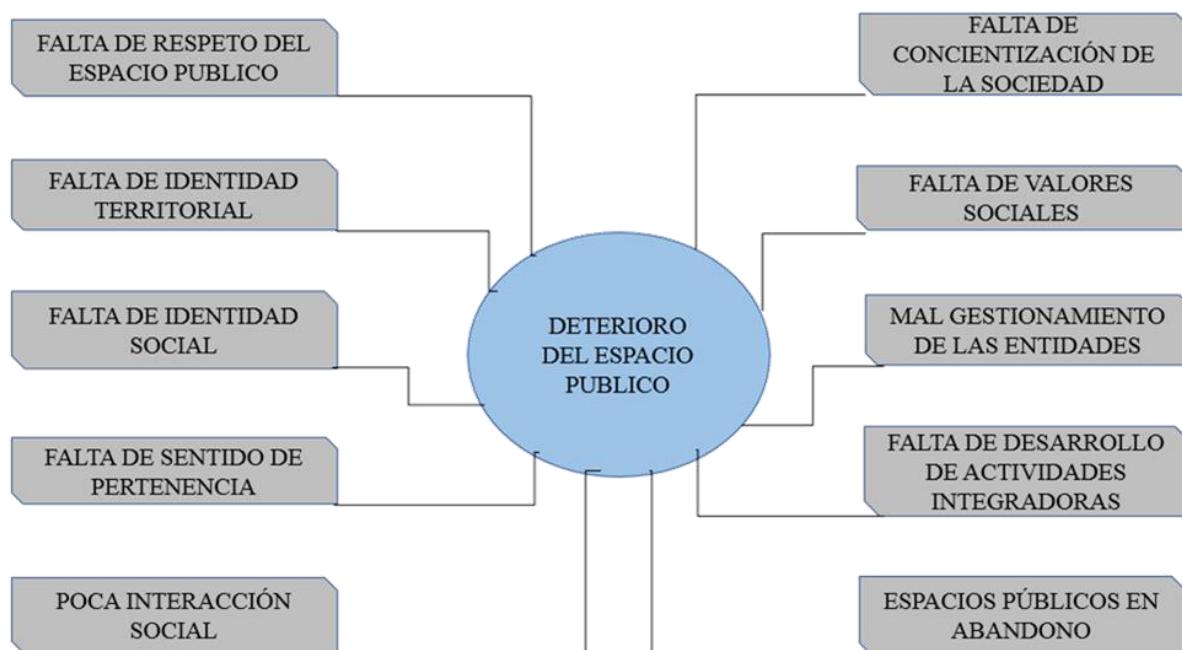 FALTA DE RESPETO DEL
ESPACIO PUBLICO
FALTA DE IDENTIDAD
TERRITORIAL
FALTA DE IDENTIDAD
SOCIAL
FALTA DE SENTIDO DE
PERTENENCIA
POCA INTERACCIÓN
SOCIAL
DETERIORO
DEL ESPACIO
PUBLICO
FALTA DE
CONCIENTIZACIÓN DE
LA SOCIEDAD
FALTA DE VALORES
SOCIALES
MAL GESTIONAMIENTO
DE LAS ENTIDADES
FALTA DE DESARROLLO
DE ACTIVIDADES
INTEGRADORAS
ESPACIOS PÚBLICOS EN
ABANDONO